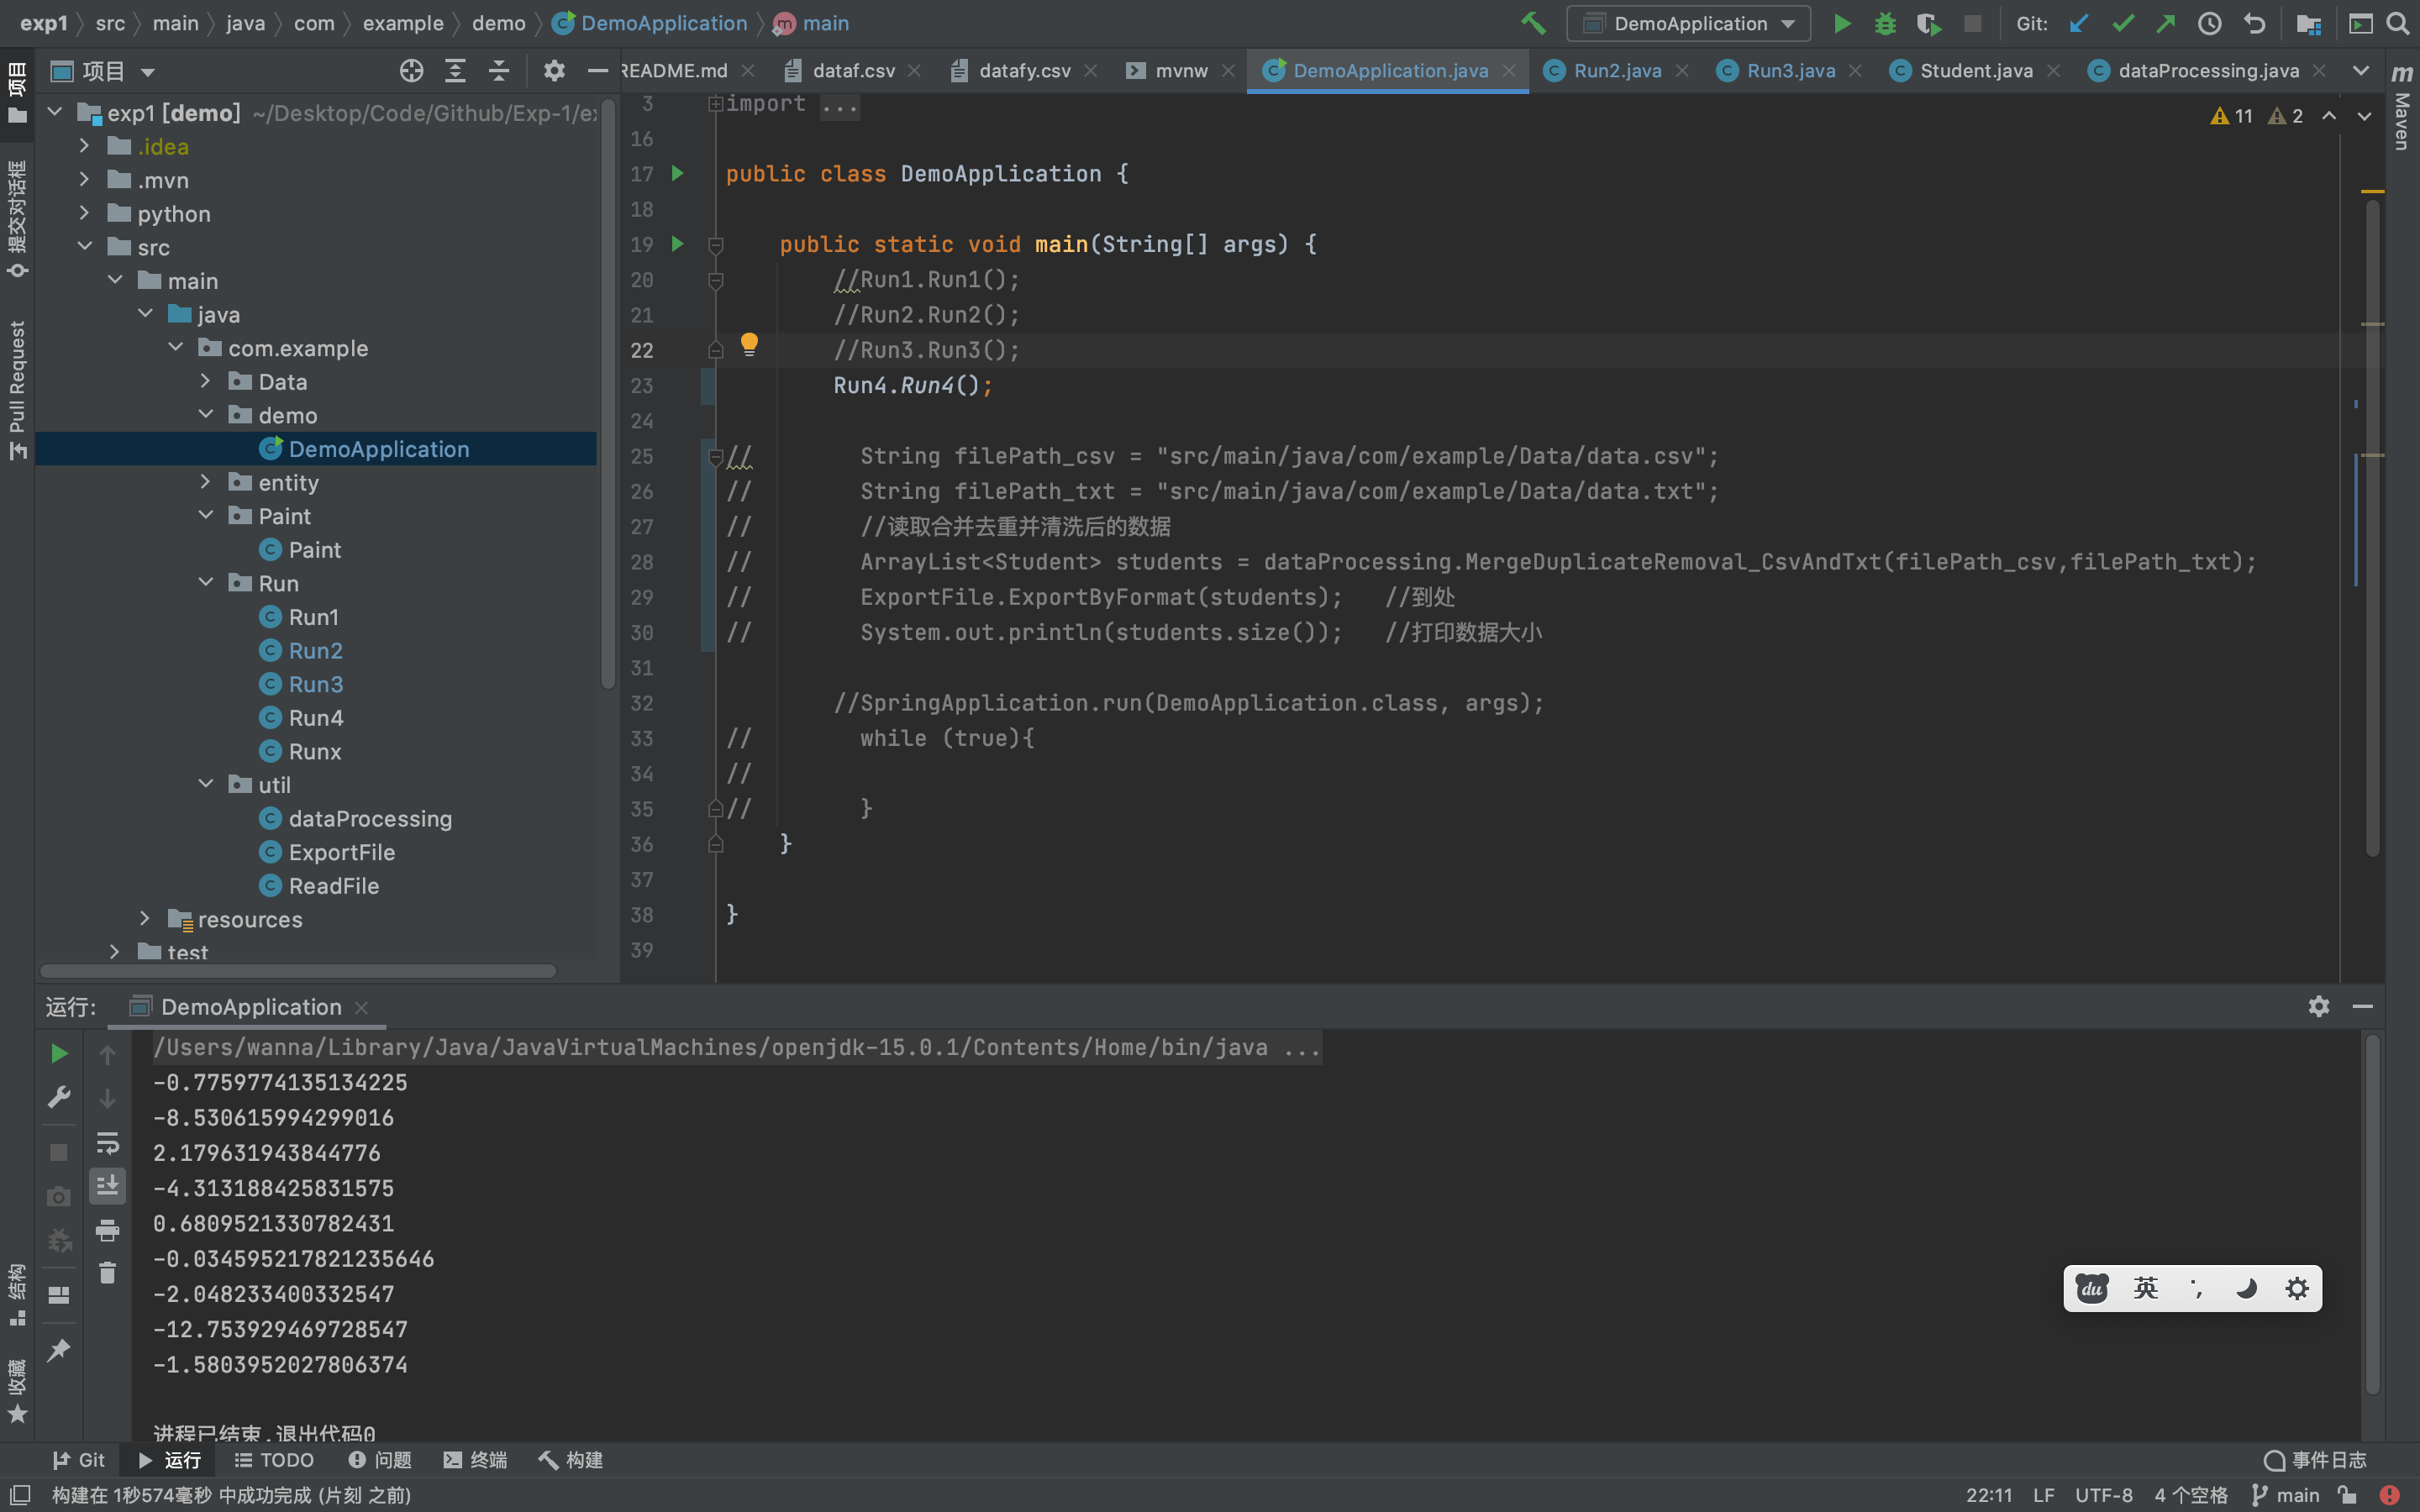 exp1 src main java com example demo DemoApplication main
DemoApplication Git:
项目
README.md dataf.csv datafy.csv mvnw DemoApplication.java Run2.java Run3.java Student.java dataProcessing.java
项目
提交对话框
Pull Request
结构
收藏
m Maven
exp1 [demo] ~/Desktop/Code/Github/Exp-1/ex
.idea
.mvn
python
src
main
java
com.example
Data
demo
DemoApplication
entity
Paint
Paint
Run
Run1
Run2
Run3
Run4
Runx
util
dataProcessing
ExportFile
ReadFile
resources
test
11 2
3 import ...
16
17 public class DemoApplication {
18
19 public static void main(String[] args) {
20 //Run1.Run1();
21 //Run2.Run2();
22 //Run3.Run3();
23 Run4.Run4();
24
25 // String filePath_csv = "src/main/java/com/example/Data/data.csv";
26 // String filePath_txt = "src/main/java/com/example/Data/data.txt";
27 // //读取合并去重并清洗后的数据
28 // ArrayList<Student> students = dataProcessing.MergeDuplicateRemoval_CsvAndTxt(filePath_csv,filePath_txt);
29 // ExportFile.ExportByFormat(students); //到处
30 // System.out.println(students.size()); //打印数据大小
31
32 //SpringApplication.run(DemoApplication.class, args);
33 // while (true){
34 //
35 // }
36 }
37
38 }
39
运行: DemoApplication
/Users/wanna/Library/Java/JavaVirtualMachines/openjdk-15.0.1/Contents/Home/bin/java ...
-0.7759774135134225
-8.530615994299016
2.179631943844776
-4.313188425831575
0.6809521330782431
-0.034595217821235646
-2.048233400332547
-12.753929469728547
-1.5803952027806374
进程已结束,退出代码0
du 英
Git 运行 TODO 问题 终端 构建 事件日志
构建在 1秒574毫秒 中成功完成 (片刻 之前) 22:11 LF UTF-8 4 个空格 main